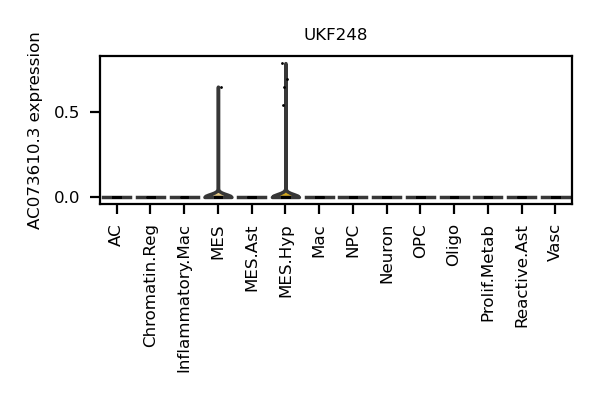 UKF248
AC073610.3 expression
0.5
0.0
AC
Chromatin.Reg
Inflammatory.Mac
MES
MES.Ast
MES.Hyp
Mac
NPC
Neuron
OPC
Oligo
Prolif.Metab
Reactive.Ast
Vasc